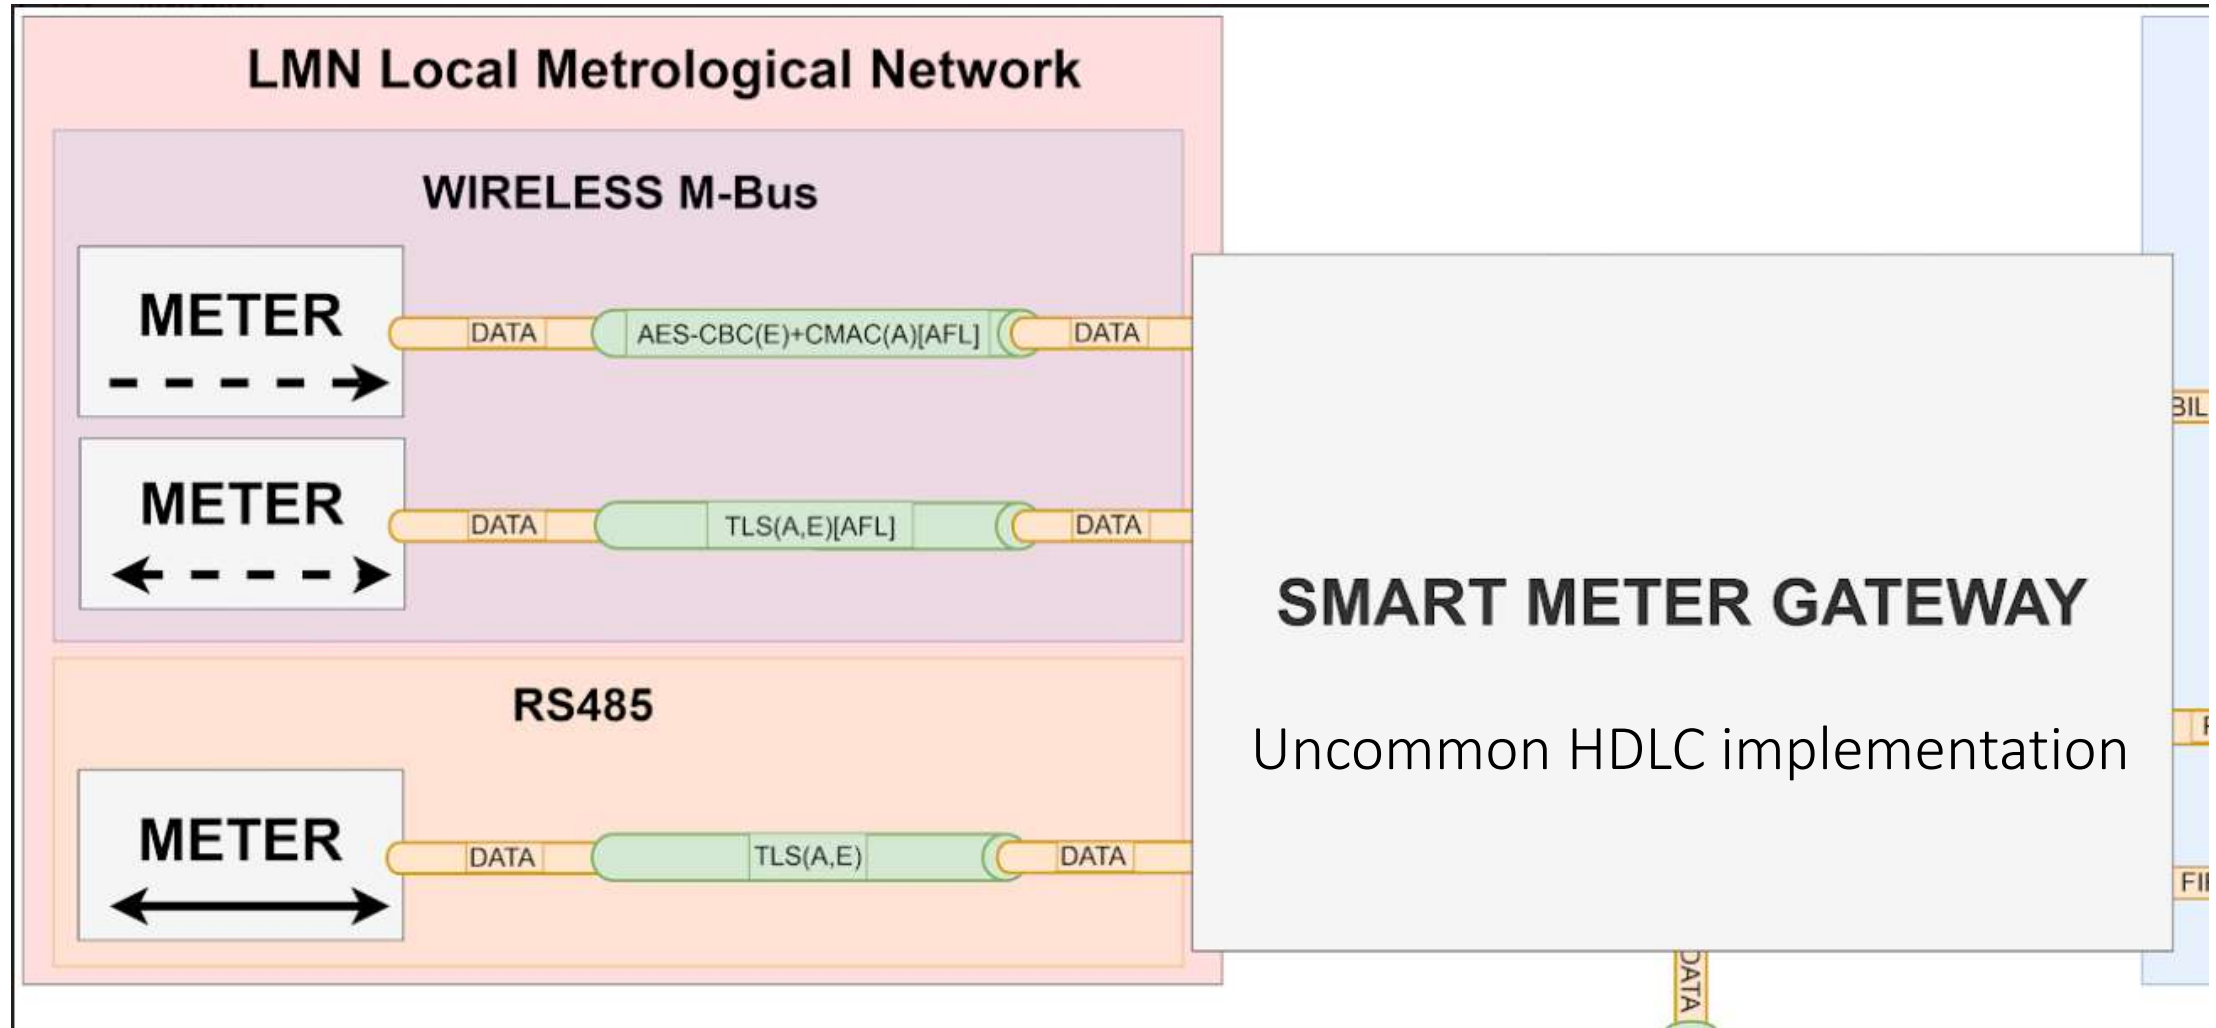 LMN Local Metrological Network
WIRELESS M-Bus
METER
DATA
AES-CBC(E)+CMAC(A)[AFL]
DATA
METER
DATA
TLS(A,E)[AFL]
DATA
RS485
METER
DATA
TLS(A,E)
DATA
SMART METER GATEWAY
Uncommon HDLC implementation
DATA